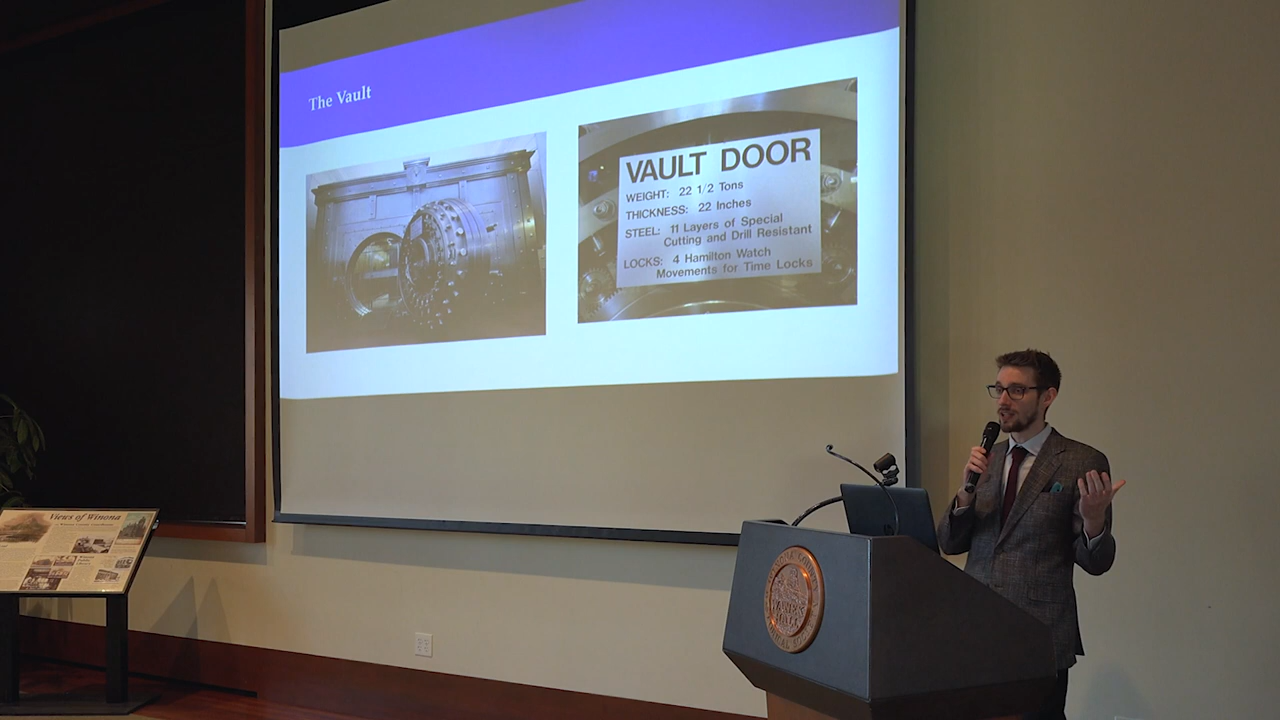 The Vault
VAULT DOOR
WEIGHT: 22 1/2 Tons
THICKNESS: 22 Inches
STEEL: 11 Layers of Special
Cutting and Drill Resistant
LOCKS: 4 Hamilton Watch
Movements for Time Locks
Views of Winona